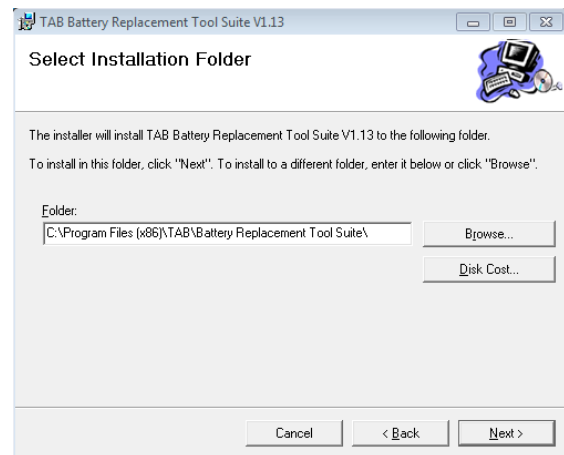 TAB Battery Replacement Tool Suite V1.13
Select Installation Folder
The installer will install TAB Battery Replacement Tool Suite V1.13 to the following folder.
To install in this folder, click "Next". To install to a different folder, enter it below or click "Browse".
Folder:
C:\Program Files (x86)\TAB\Battery Replacement Tool Suite\
Browse...
Disk Cost...
Cancel
< Back
Next >